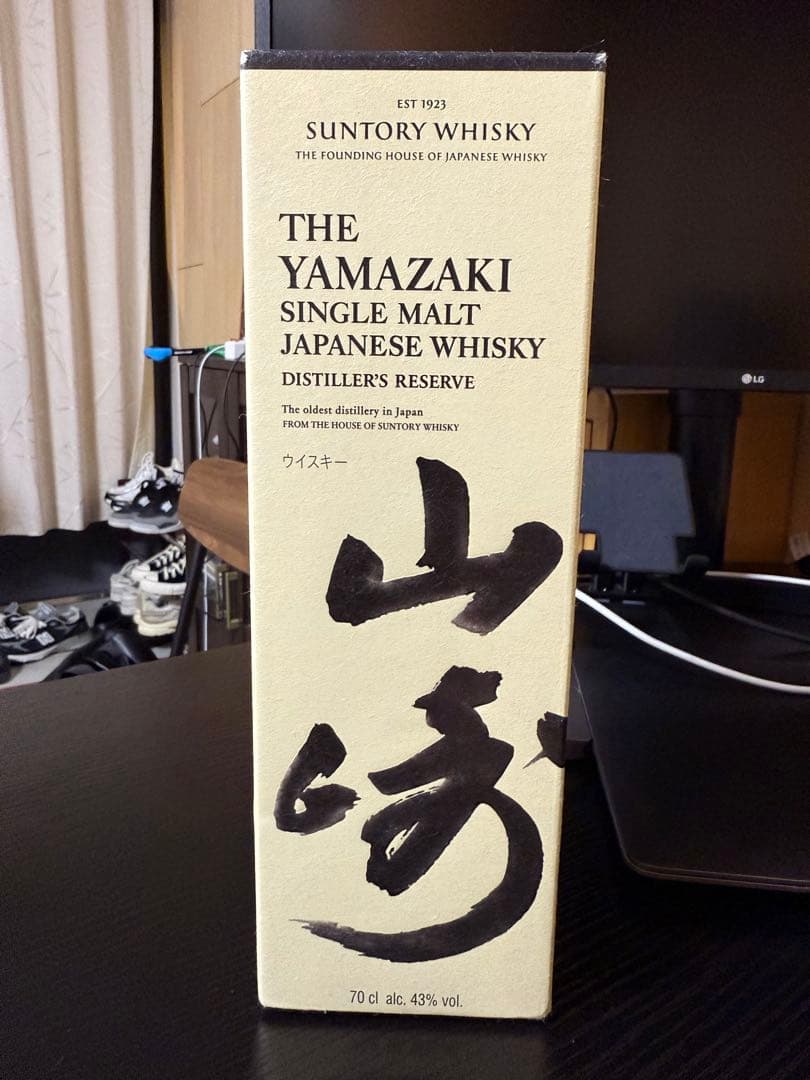 EST 1923
SUNTORY WHISKY
THE FOUNDING HOUSE OF JAPANESE WHISKY
THE
YAMAZAKI
SINGLE MALT
JAPANESE WHISKY
DISTILLER'S RESERVE
The oldest distillery in Japan
FROM THE HOUSE OF SUNTORY WHISKY
ウイスキー
山
崎
70 cl alc. 43% vol.
LG